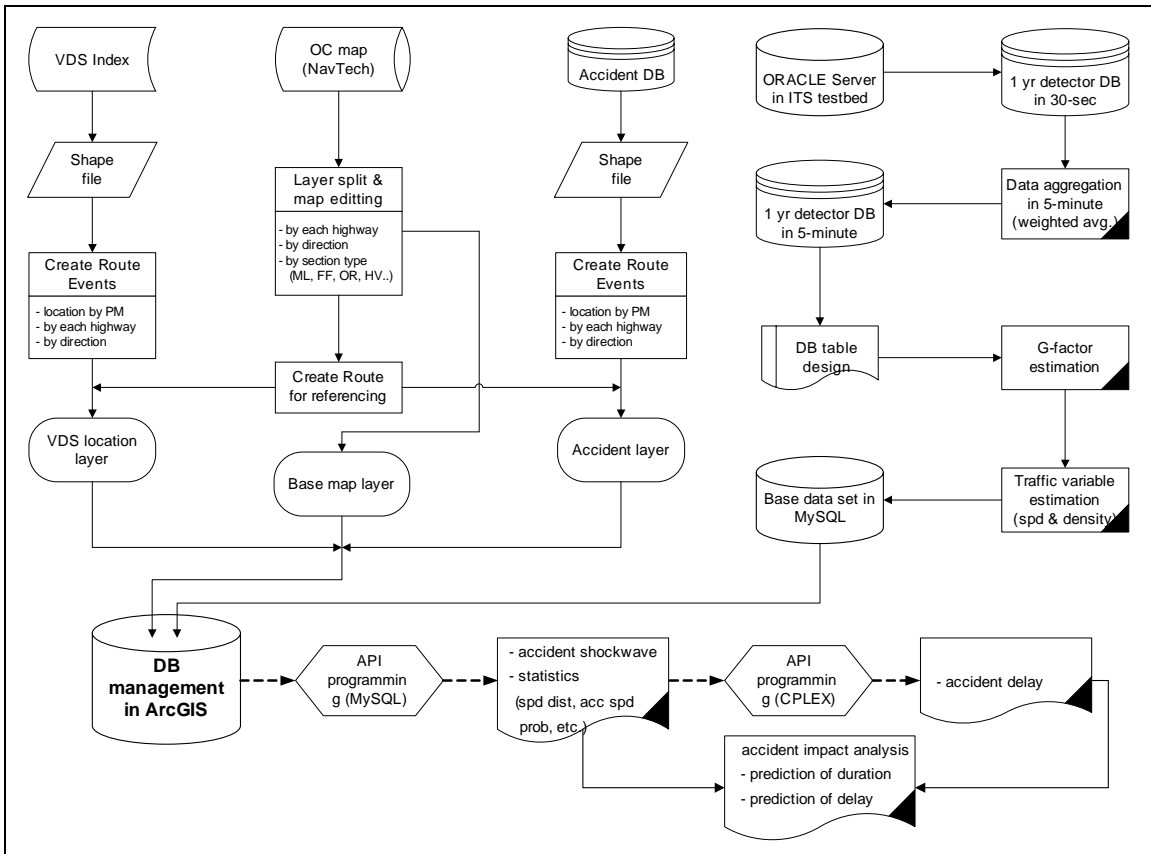 VDS Index
OC map
(NavTech)
Accident DB
ORACLE Server
in ITS testbed
1 yr detector DB
in 30-sec
Shape
file
Layer split &
map editting
- by each highway
- by direction
- by section type
(ML, FF, OR, HV..)
Shape
file
1 yr detector DB
in 5-minute
Data aggregation
in 5-minute
(weighted avg.)
Create Route
Events
- location by PM
- by each highway
- by direction
Create Route
Events
- location by PM
- by each highway
- by direction
DB table
design
G-factor
estimation
Create Route
for referencing
VDS location
layer
Base map layer
Accident layer
Base data set in
MySQL
Traffic variable
estimation
(spd & density)
DB
management
in ArcGIS
API
programmin
g (MySQL)
- accident shockwave
- statistics
(spd dist, acc spd
prob, etc.)
API
programmin
g (CPLEX)
- accident delay
accident impact analysis
- prediction of duration
- prediction of delay